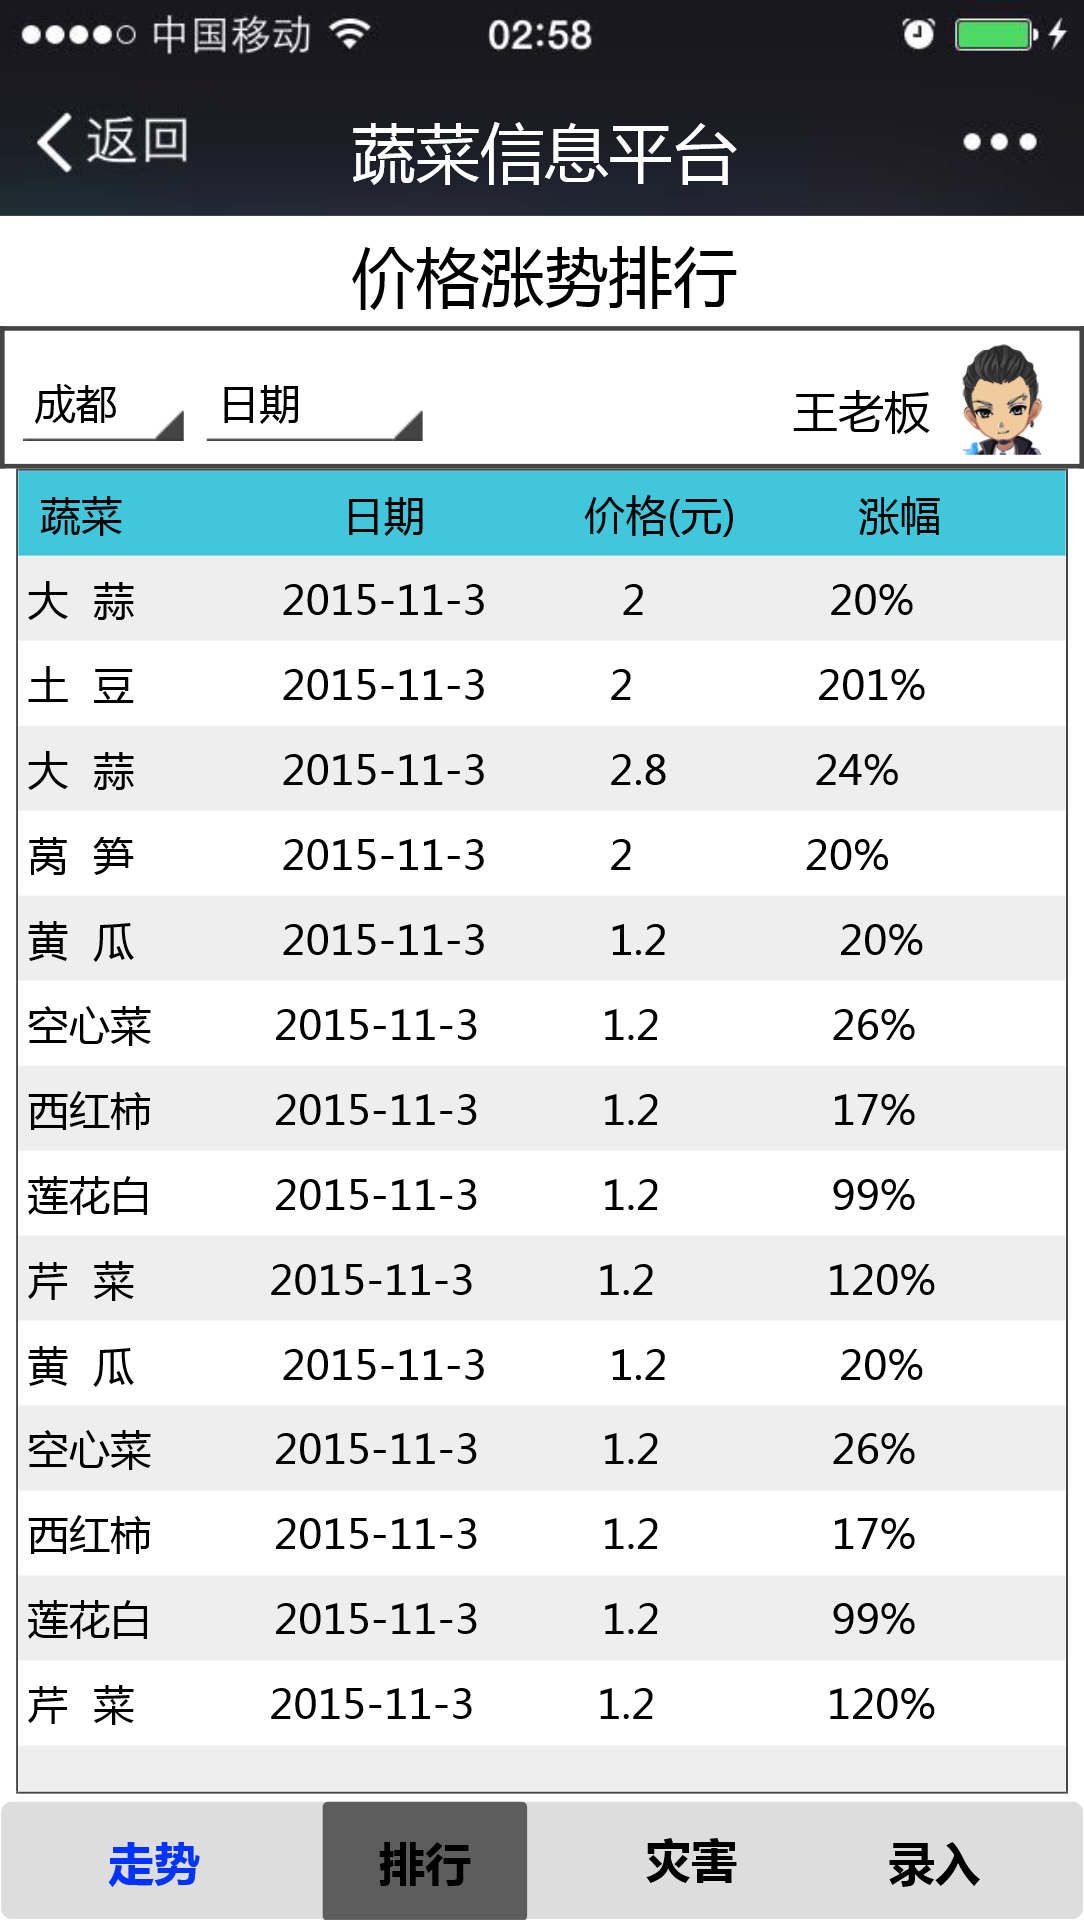 中国移动 02:58
返回 蔬菜信息平台
价格涨势排行
成都 日期 王老板
蔬菜 日期 价格(元) 涨幅
大 蒜 2015-11-3 2 20%
土 豆 2015-11-3 2 201%
大 蒜 2015-11-3 2.8 24%
莴 笋 2015-11-3 2 20%
黄 瓜 2015-11-3 1.2 20%
空心菜 2015-11-3 1.2 26%
西红柿 2015-11-3 1.2 17%
莲花白 2015-11-3 1.2 99%
芹 菜 2015-11-3 1.2 120%
黄 瓜 2015-11-3 1.2 20%
空心菜 2015-11-3 1.2 26%
西红柿 2015-11-3 1.2 17%
莲花白 2015-11-3 1.2 99%
芹 菜 2015-11-3 1.2 120%
走势 排行 灾害 录入